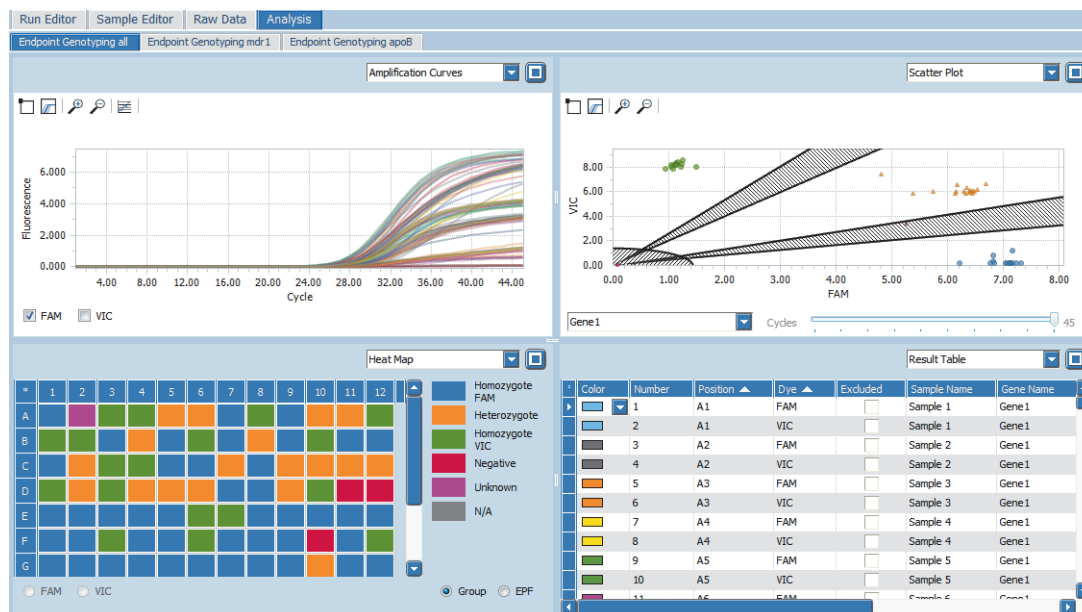 Run Editor Sample Editor Raw Data Analysis
Endpoint Genotyping all Endpoint Genotyping mdr1 Endpoint Genotyping apoB
Amplification Curves
6.000
4.000
2.000
0.000
Fluorescence
4.00 8.00 12.00 16.00 20.00 24.00 28.00 32.00 36.00 40.00 44.00
Cycle
FAM VIC
Scatter Plot
8.00
6.00
4.00
2.00
0.00
VIC
0.00 1.00 2.00 3.00 4.00 5.00 6.00 7.00 8.00
FAM
Gene1 Cycles 45
Heat Map
* 1 2 3 4 5 6 7 8 9 10 11 12
A
B
C
D
E
F
G
Homozygote
FAM
Heterozygote
Homozygote
VIC
Negative
Unknown
N/A
FAM VIC Group EPF
Result Table
Color Number Position Dye Excluded Sample Name Gene Name
1 A1 FAM Sample 1 Gene1
2 A1 VIC Sample 1 Gene1
3 A2 FAM Sample 2 Gene1
4 A2 VIC Sample 2 Gene1
5 A3 FAM Sample 3 Gene1
6 A3 VIC Sample 3 Gene1
7 A4 FAM Sample 4 Gene1
8 A4 VIC Sample 4 Gene1
9 A5 FAM Sample 5 Gene1
10 A5 VIC Sample 5 Gene1
11 A6 FAM Sample 6 Gene1